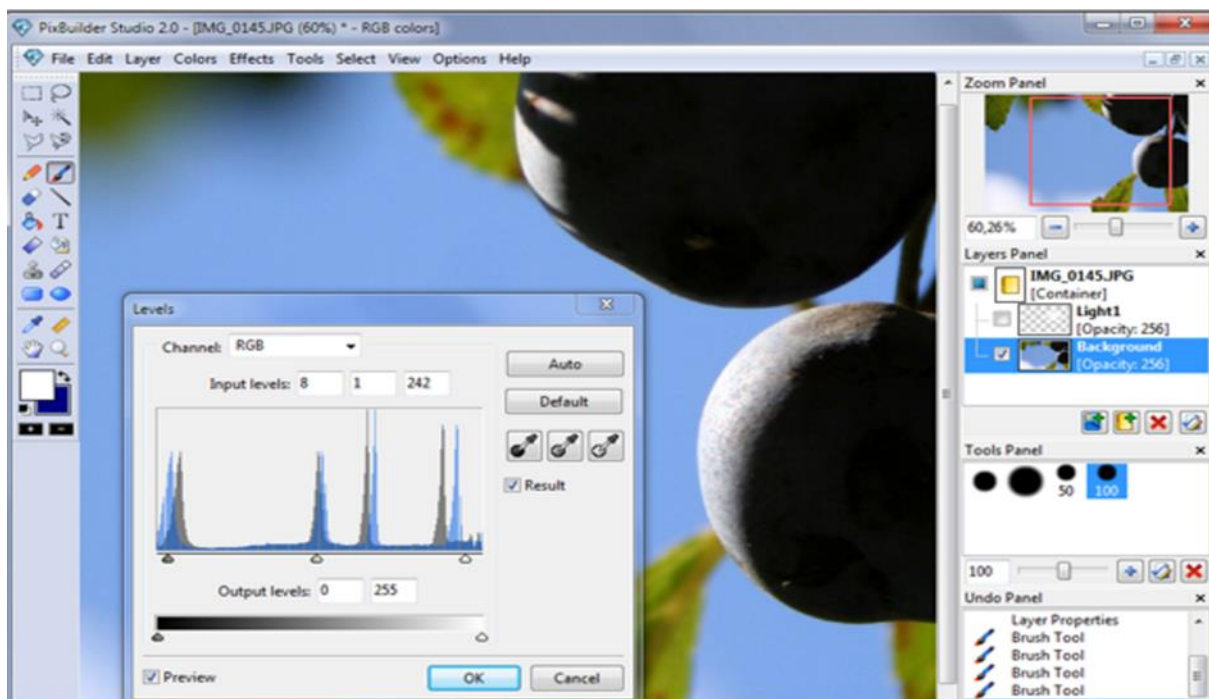 PixBuilder Studio 2.0 - [IMG_0145.JPG (60%) * - RGB colors]
File Edit Layer Colors Effects Tools Select View Options Help
Zoom Panel
60,26%
Layers Panel
IMG_0145.JPG
[Container]
Light1
[Opacity: 256]
Background
[Opacity: 256]
Tools Panel
50
100
100
Undo Panel
Layer Properties
Brush Tool
Brush Tool
Brush Tool
Brush Tool
Levels
Channel: RGB
Input levels: 8 1 242
Output levels: 0 255
Auto
Default
Result
Preview
OK
Cancel
T